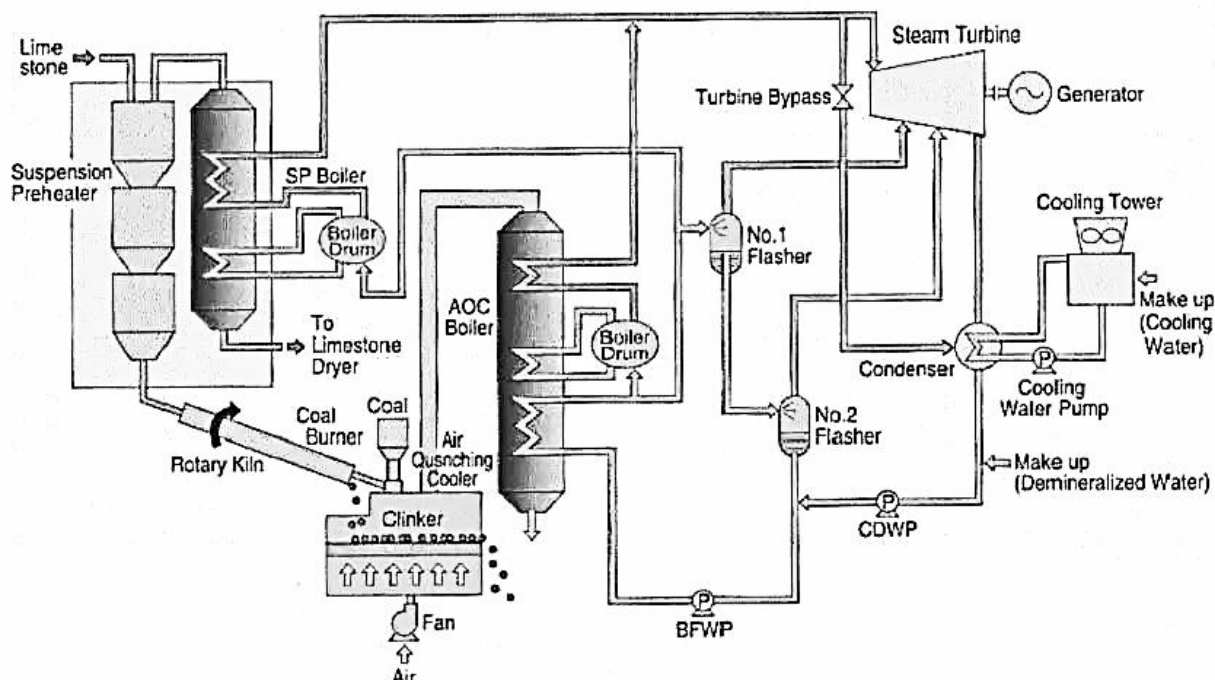 Lime
stone
Suspension
Preheater
SP Boiler
Boiler
Drum
To
Limestone
Dryer
Rotary Kiln
Coal
Burner
Coal
Air
Qusnching
Cooler
Clinker
Fan
Air
AOC
Boiler
Boiler
Drum
BFWP
Turbine Bypass
Steam Turbine
Generator
No.1
Flasher
No.2
Flasher
Cooling Tower
Make up
(Cooling
Water)
Condenser
P
Cooling
Water Pump
Make up
(Demineralized Water)
P
CDWP
P